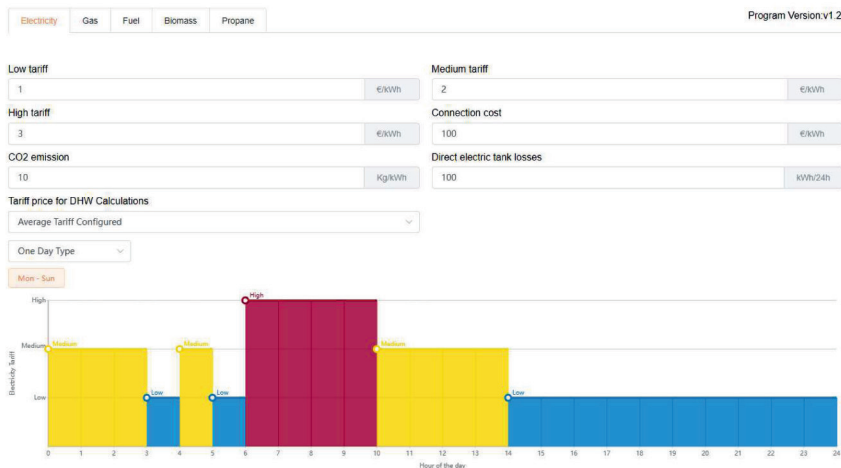 Electricity Gas Fuel Biomass Propane Program Version:v1.2
Low tariff Medium tariff
1 €/kWh 2 €/kWh
High tariff Connection cost
3 €/kWh 100 €/kWh
CO2 emission Direct electric tank losses
10 Kg/kWh 100 kWh/24h
Tariff price for DHW Calculations
Average Tariff Configured
One Day Type
Mon - Sun
High High
Medium Medium Medium Medium
Electricity Tariff
Low Low Low Low
0 1 2 3 4 5 6 7 8 9 10 11 12 13 14 15 16 17 18 19 20 21 22 23 24
Hour of the day